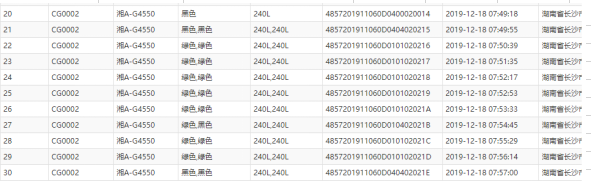 20 CG0002 湘A-G4550 黑色 240L 4857201911060D0400020014 2019-12-18 07:49:18 湖南省长沙市
21 CG0002 湘A-G4550 黑色,黑色 240L,240L 4857201911060D0404020215 2019-12-18 07:49:55 湖南省长沙市
22 CG0002 湘A-G4550 绿色,绿色 240L,240L 4857201911060D0101020216 2019-12-18 07:50:39 湖南省长沙市
23 CG0002 湘A-G4550 绿色,绿色 240L,240L 4857201911060D0101020217 2019-12-18 07:51:35 湖南省长沙市
24 CG0002 湘A-G4550 绿色,绿色 240L,240L 4857201911060D0101020218 2019-12-18 07:52:17 湖南省长沙市
25 CG0002 湘A-G4550 绿色,绿色 240L,240L 4857201911060D0101020219 2019-12-18 07:52:53 湖南省长沙市
26 CG0002 湘A-G4550 绿色,绿色 240L,240L 4857201911060D010102021A 2019-12-18 07:53:33 湖南省长沙市
27 CG0002 湘A-G4550 黑色,绿色 240L,240L 4857201911060D010402021B 2019-12-18 07:54:45 湖南省长沙市
28 CG0002 湘A-G4550 绿色,绿色 240L,240L 4857201911060D010102021C 2019-12-18 07:55:29 湖南省长沙市
29 CG0002 湘A-G4550 绿色,绿色 240L,240L 4857201911060D010102021D 2019-12-18 07:56:14 湖南省长沙市
30 CG0002 湘A-G4550 黑色,黑色 240L,240L 4857201911060D040402021E 2019-12-18 07:57:00 湖南省长沙市